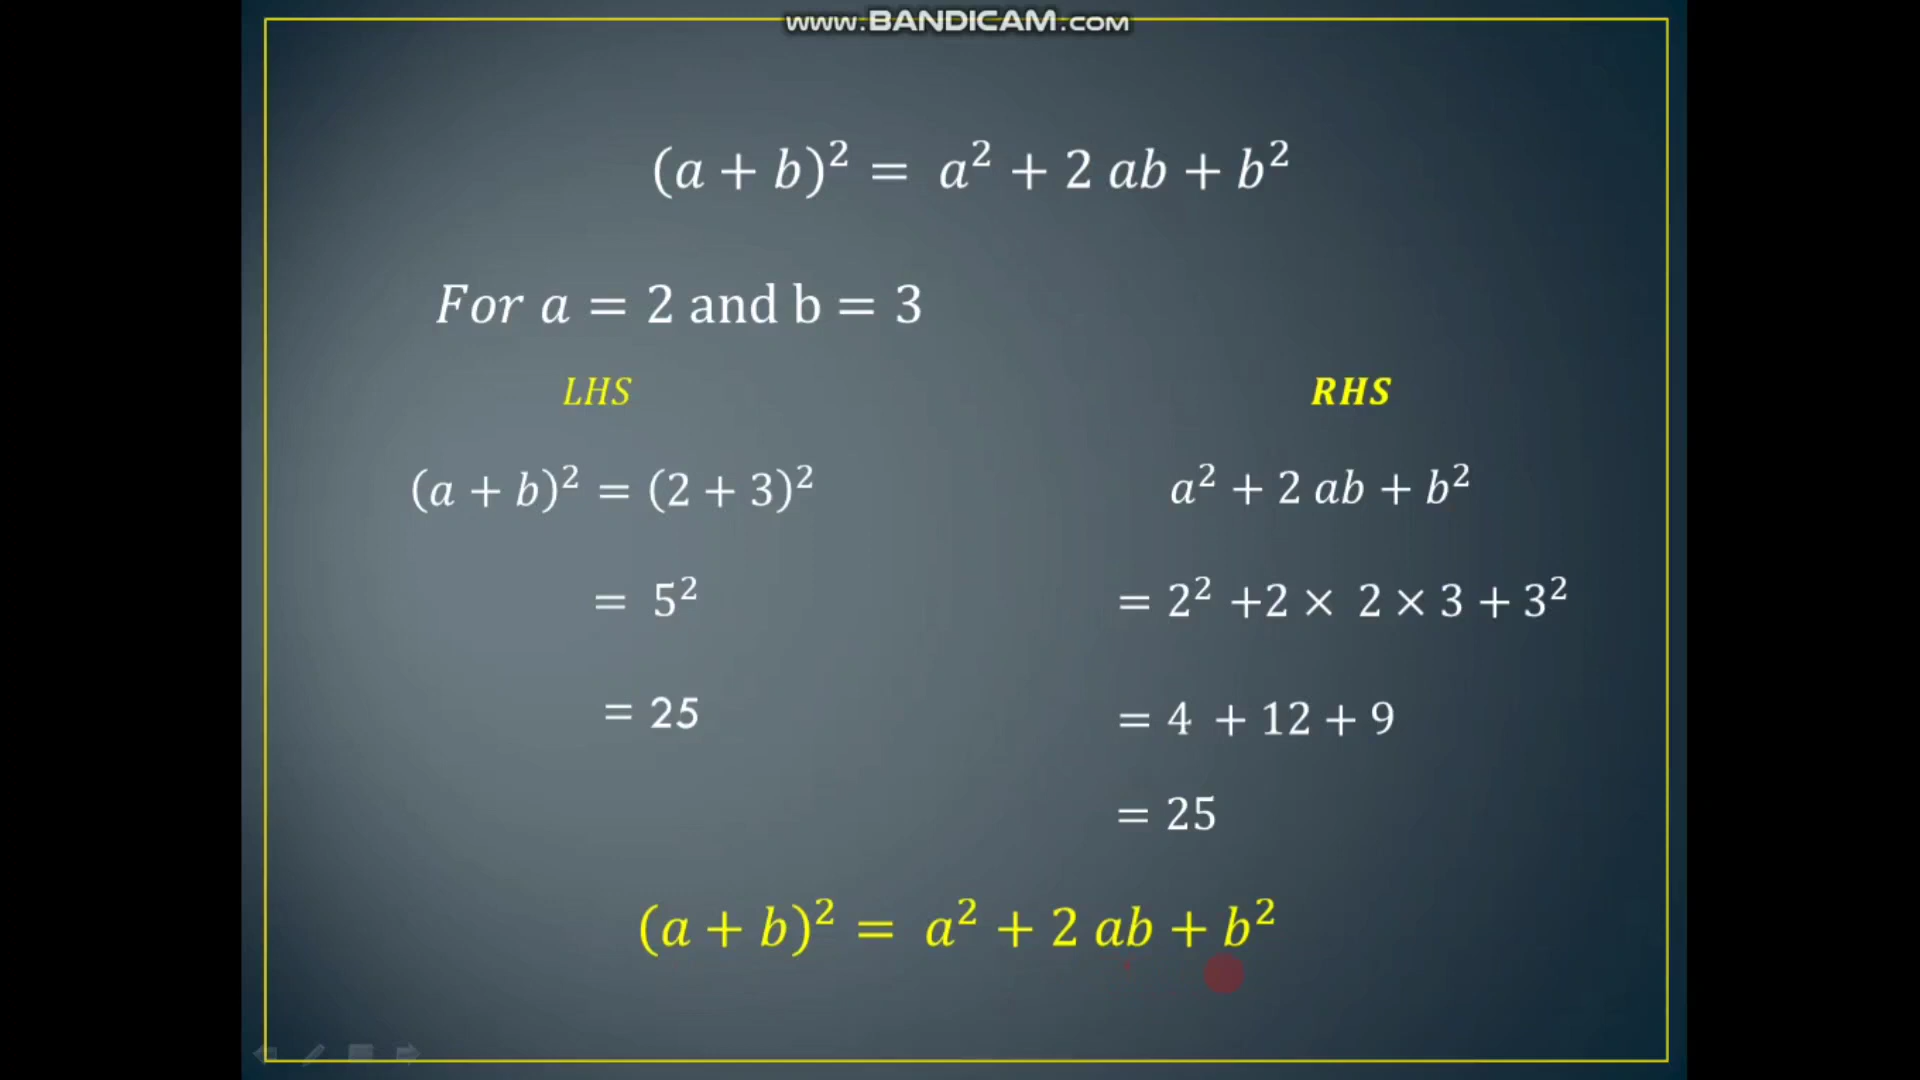 www.BANDICAM.com
(a + b)² = a² + 2 ab + b²
For a = 2 and b = 3
LHS
(a + b)² = (2 + 3)²
= 5²
= 25
RHS
a² + 2 ab + b²
= 2² +2 × 2 × 3 + 3²
= 4 + 12 + 9
= 25
(a + b)² = a² + 2 ab + b²